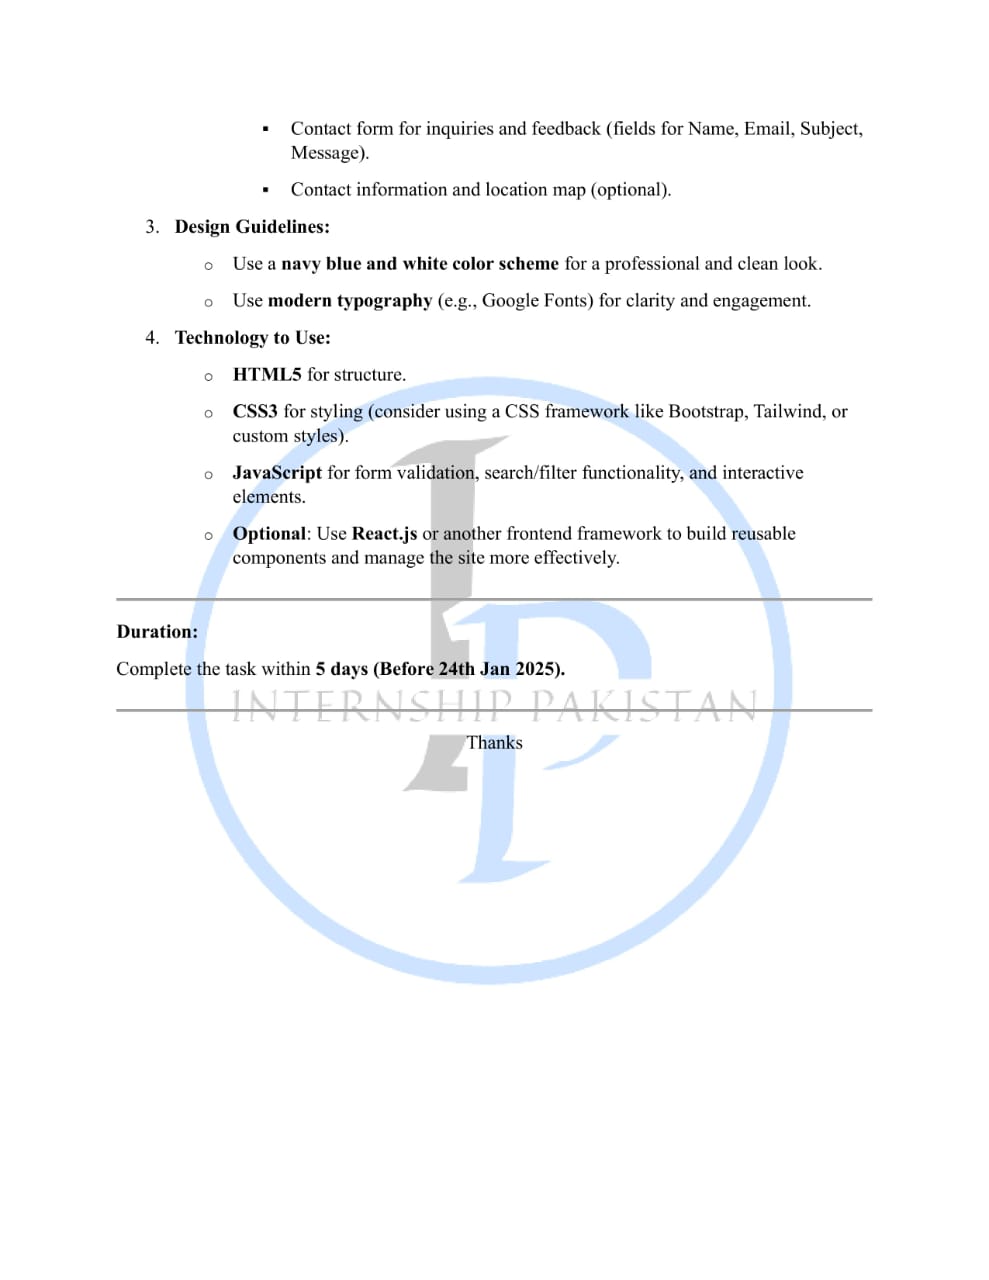 ▪ Contact form for inquiries and feedback (fields for Name, Email, Subject,
Message).
▪ Contact information and location map (optional).
3. Design Guidelines:
o Use a navy blue and white color scheme for a professional and clean look.
o Use modern typography (e.g., Google Fonts) for clarity and engagement.
4. Technology to Use:
o HTML5 for structure.
o CSS3 for styling (consider using a CSS framework like Bootstrap, Tailwind, or
custom styles).
o JavaScript for form validation, search/filter functionality, and interactive
elements.
o Optional: Use React.js or another frontend framework to build reusable
components and manage the site more effectively.
Duration:
Complete the task within 5 days (Before 24th Jan 2025).
INTERNSHIP PAKISTAN
Thanks